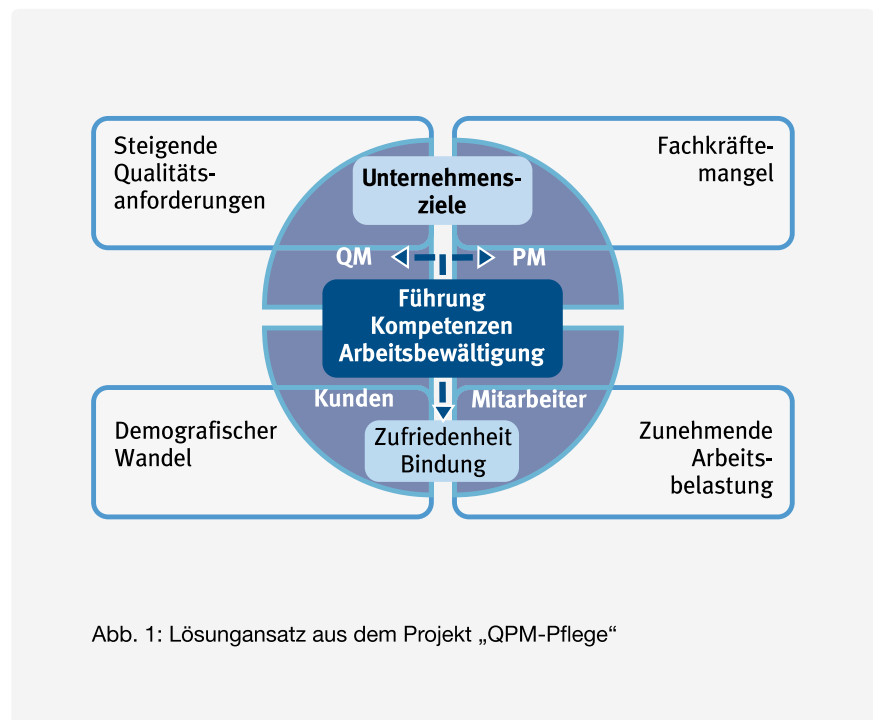 Steigende
Qualitäts-
anforderungen
Fachkräfte-
mangel
Unternehmens-
ziele
QM
PM
Führung
Kompetenzen
Arbeitsbewältigung
Kunden
Mitarbeiter
Zufriedenheit
Bindung
Demografischer
Wandel
Zunehmende
Arbeits-
belastung
Abb. 1: Lösungansatz aus dem Projekt „QPM-Pflege“